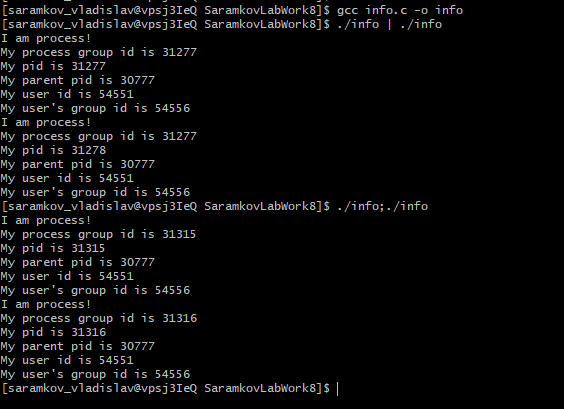 [saramkov_vladislav@vpsj3IeQ SaramkovLabWork8]$ gcc info.c -o info
[saramkov_vladislav@vpsj3IeQ SaramkovLabWork8]$ ./info | ./info
I am process!
My process group id is 31277
My pid is 31277
My parent pid is 30777
My user id is 54551
My user's group id is 54556
I am process!
My process group id is 31277
My pid is 31278
My parent pid is 30777
My user id is 54551
My user's group id is 54556
[saramkov_vladislav@vpsj3IeQ SaramkovLabWork8]$ ./info;./info
I am process!
My process group id is 31315
My pid is 31315
My parent pid is 30777
My user id is 54551
My user's group id is 54556
I am process!
My process group id is 31316
My pid is 31316
My parent pid is 30777
My user id is 54551
My user's group id is 54556
[saramkov_vladislav@vpsj3IeQ SaramkovLabWork8]$